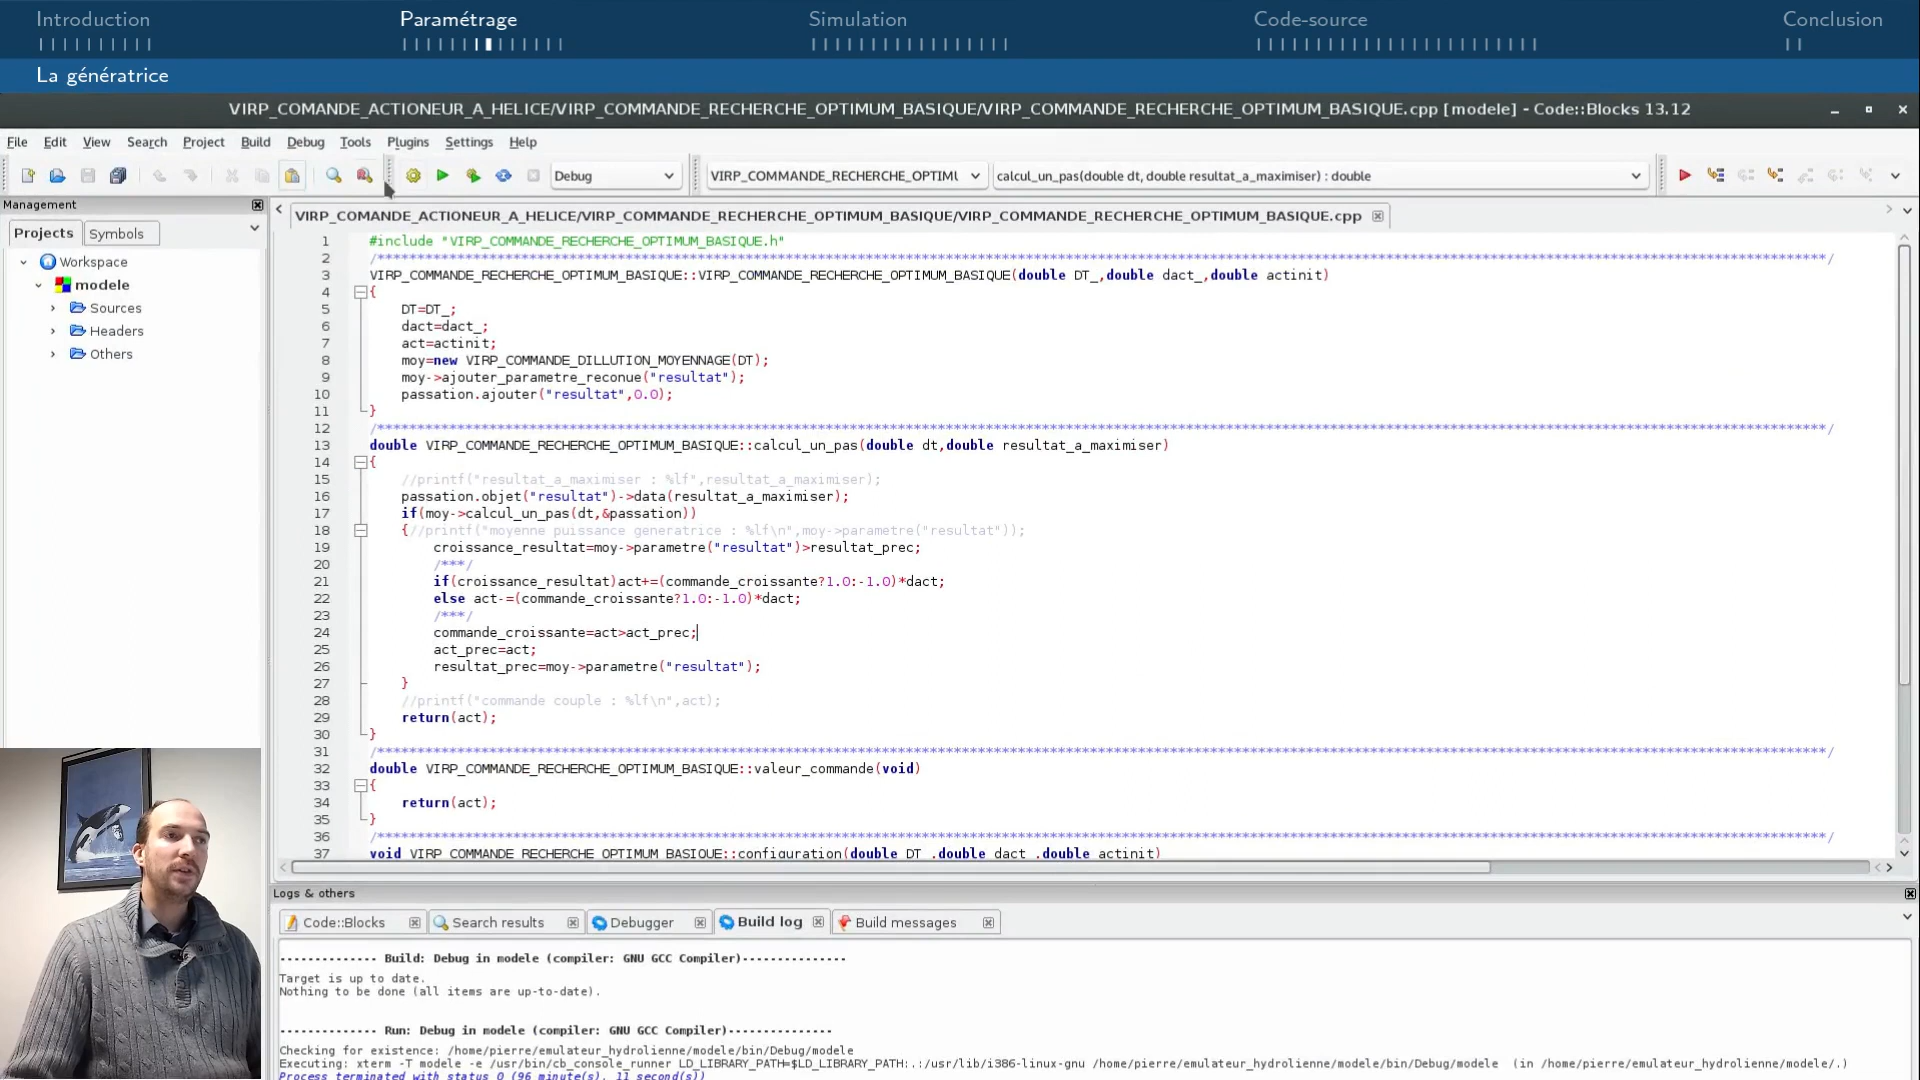 Introduction Paramétrage Simulation Code-source Conclusion
La génératrice
VIRP_COMANDE_ACTIONEUR_A_HELICE/VIRP_COMMANDE_RECHERCHE_OPTIMUM_BASIQUE/VIRP_COMMANDE_RECHERCHE_OPTIMUM_BASIQUE.cpp [modele] - Code::Blocks 13.12
File Edit View Search Project Build Debug Tools Plugins Settings Help
Debug VIRP_COMMANDE_RECHERCHE_OPTIMU calcul_un_pas(double dt, double resultat_a_maximiser) : double
Management
Projects Symbols
Workspace
modele
Sources
Headers
Others
VIRP_COMANDE_ACTIONEUR_A_HELICE/VIRP_COMMANDE_RECHERCHE_OPTIMUM_BASIQUE/VIRP_COMMANDE_RECHERCHE_OPTIMUM_BASIQUE.cpp
1 #include "VIRP_COMMANDE_RECHERCHE_OPTIMUM_BASIQUE.h"
2
3 VIRP_COMMANDE_RECHERCHE_OPTIMUM_BASIQUE::VIRP_COMMANDE_RECHERCHE_OPTIMUM_BASIQUE(double DT_,double dact_,double actinit)
4 {
5 DT=DT_;
6 dact=dact_;
7 act=actinit;
8 moy=new VIRP_COMMANDE_DILLUTION_MOYENNAGE(DT);
9 moy->ajouter_parametre_reconue("resultat");
10 passation.ajouter("resultat",0.0);
11 }
12
13 double VIRP_COMMANDE_RECHERCHE_OPTIMUM_BASIQUE::calcul_un_pas(double dt,double resultat_a_maximiser)
14 {
15 //printf("resultat_a_maximiser : %lf",resultat_a_maximiser);
16 passation.objet("resultat")->data(resultat_a_maximiser);
17 if(moy->calcul_un_pas(dt,&passation))
18 {//printf("moyenne puissance generatrice : %lf\n",moy->parametre("resultat"));
19 croissance_resultat=moy->parametre("resultat")>resultat_prec;
20 /***/
21 if(croissance_resultat)act+=(commande_croissante?1.0:-1.0)*dact;
22 else act-=(commande_croissante?1.0:-1.0)*dact;
23 /***/
24 commande_croissante=act>act_prec;
25 act_prec=act;
26 resultat_prec=moy->parametre("resultat");
27 }
28 //printf("commande couple : %lf\n",act);
29 return(act);
30 }
31
32 double VIRP_COMMANDE_RECHERCHE_OPTIMUM_BASIQUE::valeur_commande(void)
33 {
34 return(act);
35 }
36
37 void VIRP_COMMANDE_RECHERCHE_OPTIMUM_BASIQUE::configuration(double DT_,double dact_,double actinit)
Logs & others
Code::Blocks Search results Debugger Build log Build messages
------------- Build: Debug in modele (compiler: GNU GCC Compiler)---------------
Target is up to date.
Nothing to be done (all items are up-to-date).
------------- Run: Debug in modele (compiler: GNU GCC Compiler)---------------
Checking for existence: /home/pierre/emulateur_hydrolienne/modele/bin/Debug/modele
Executing: xterm -T modele -e /usr/bin/cb_console_runner LD_LIBRARY_PATH=$LD_LIBRARY_PATH:.:/usr/lib/i386-linux-gnu /home/pierre/emulateur_hydrolienne/modele/bin/Debug/modele (in /home/pierre/emulateur_hydrolienne/modele/.)
Process terminated with status 0 (96 minute(s), 11 second(s))